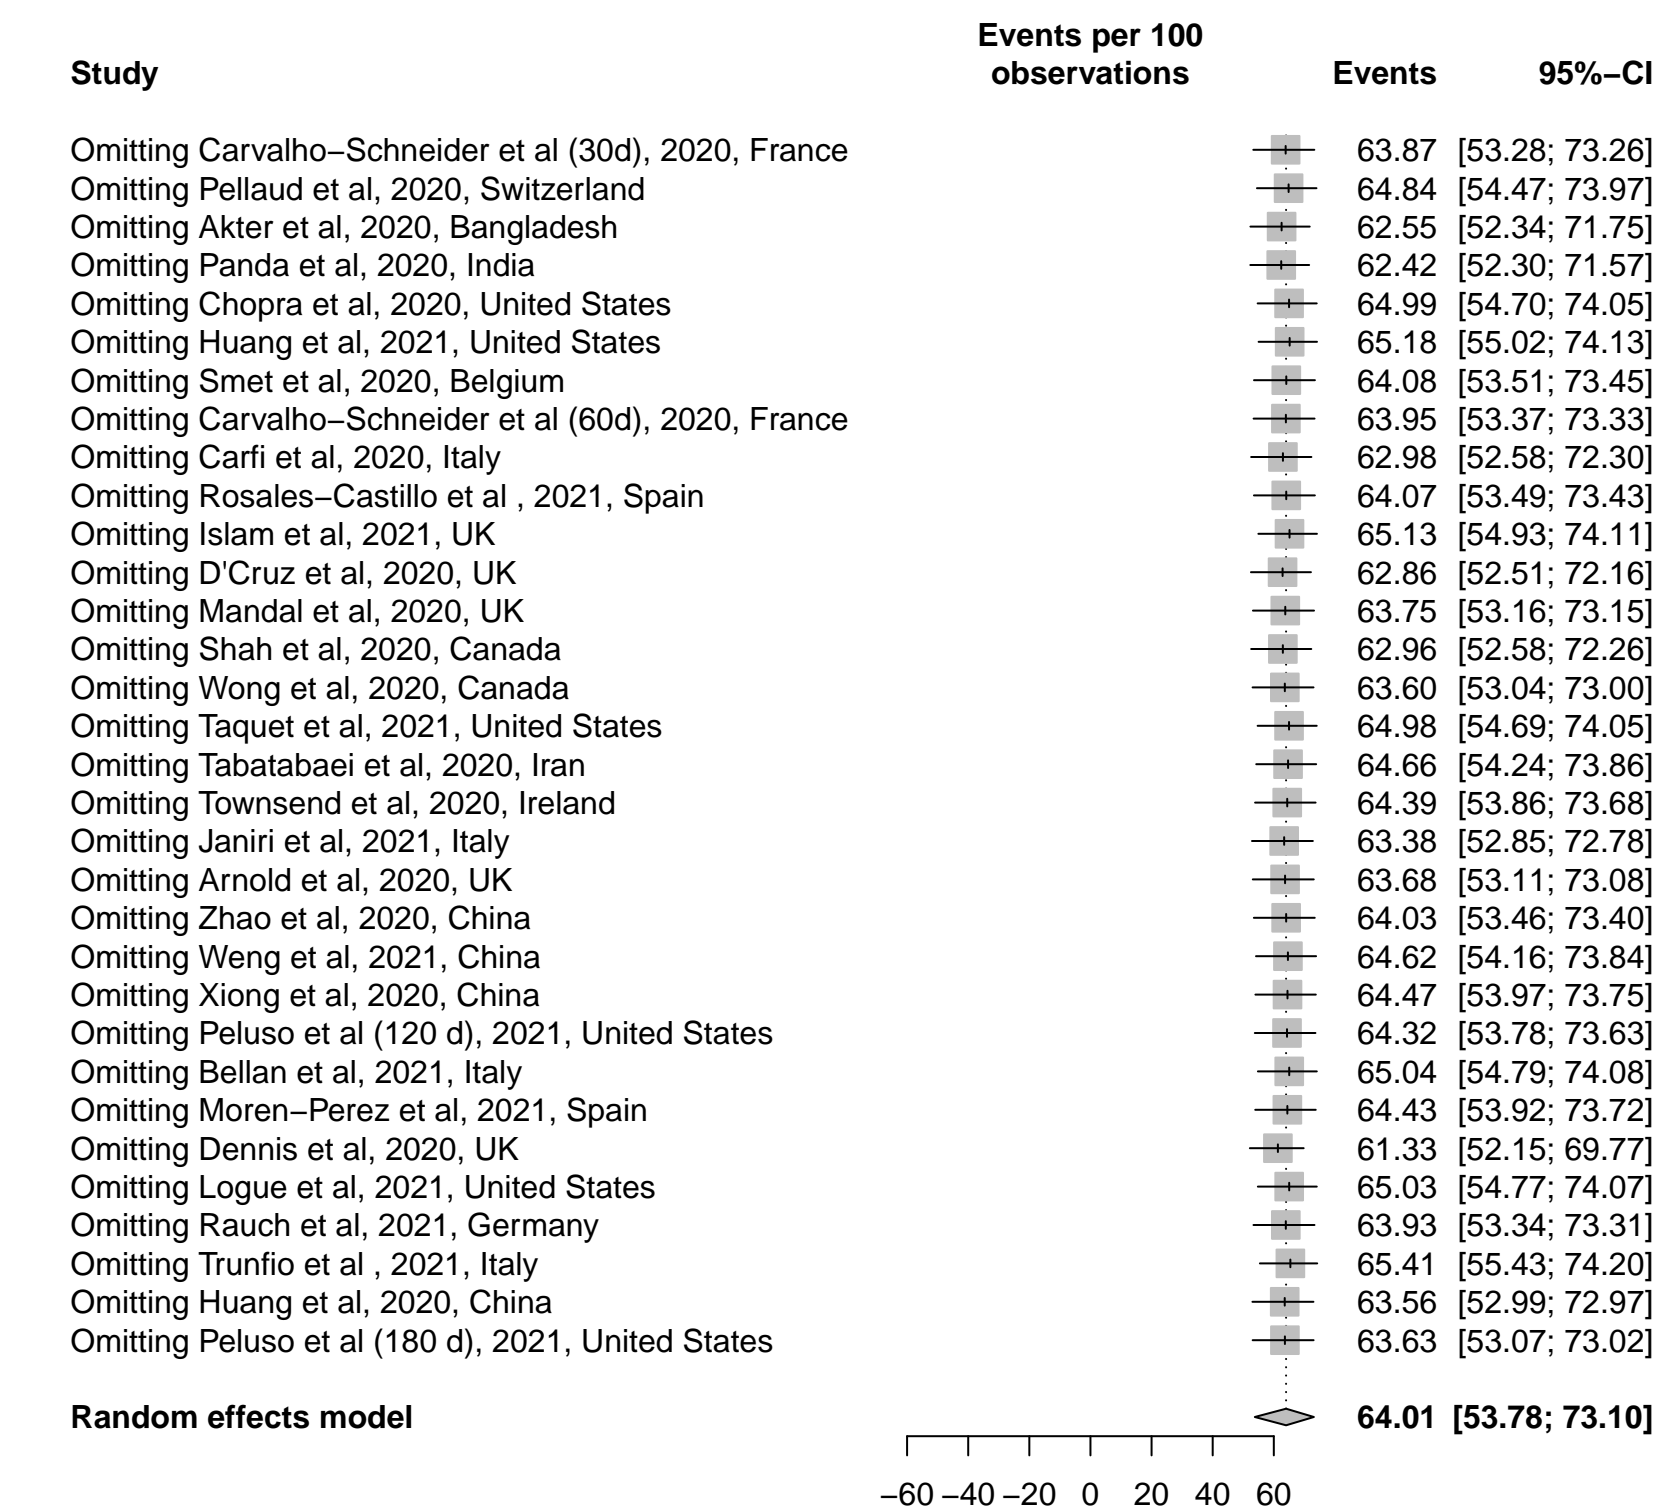 Events per 100
Study observations Events 95%−CI
Omitting Carvalho−Schneider et al (30d), 2020, France 63.87 [53.28; 73.26]
Omitting Pellaud et al, 2020, Switzerland 64.84 [54.47; 73.97]
Omitting Akter et al, 2020, Bangladesh 62.55 [52.34; 71.75]
Omitting Panda et al, 2020, India 62.42 [52.30; 71.57]
Omitting Chopra et al, 2020, United States 64.99 [54.70; 74.05]
Omitting Huang et al, 2021, United States 65.18 [55.02; 74.13]
Omitting Smet et al, 2020, Belgium 64.08 [53.51; 73.45]
Omitting Carvalho−Schneider et al (60d), 2020, France 63.95 [53.37; 73.33]
Omitting Carfi et al, 2020, Italy 62.98 [52.58; 72.30]
Omitting Rosales−Castillo et al , 2021, Spain 64.07 [53.49; 73.43]
Omitting Islam et al, 2021, UK 65.13 [54.93; 74.11]
Omitting D'Cruz et al, 2020, UK 62.86 [52.51; 72.16]
Omitting Mandal et al, 2020, UK 63.75 [53.16; 73.15]
Omitting Shah et al, 2020, Canada 62.96 [52.58; 72.26]
Omitting Wong et al, 2020, Canada 63.60 [53.04; 73.00]
Omitting Taquet et al, 2021, United States 64.98 [54.69; 74.05]
Omitting Tabatabaei et al, 2020, Iran 64.66 [54.24; 73.86]
Omitting Townsend et al, 2020, Ireland 64.39 [53.86; 73.68]
Omitting Janiri et al, 2021, Italy 63.38 [52.85; 72.78]
Omitting Arnold et al, 2020, UK 63.68 [53.11; 73.08]
Omitting Zhao et al, 2020, China 64.03 [53.46; 73.40]
Omitting Weng et al, 2021, China 64.62 [54.16; 73.84]
Omitting Xiong et al, 2020, China 64.47 [53.97; 73.75]
Omitting Peluso et al (120 d), 2021, United States 64.32 [53.78; 73.63]
Omitting Bellan et al, 2021, Italy 65.04 [54.79; 74.08]
Omitting Moren−Perez et al, 2021, Spain 64.43 [53.92; 73.72]
Omitting Dennis et al, 2020, UK 61.33 [52.15; 69.77]
Omitting Logue et al, 2021, United States 65.03 [54.77; 74.07]
Omitting Rauch et al, 2021, Germany 63.93 [53.34; 73.31]
Omitting Trunfio et al , 2021, Italy 65.41 [55.43; 74.20]
Omitting Huang et al, 2020, China 63.56 [52.99; 72.97]
Omitting Peluso et al (180 d), 2021, United States 63.63 [53.07; 73.02]
Random effects model 64.01 [53.78; 73.10]
−60 −40 −20 0 20 40 60